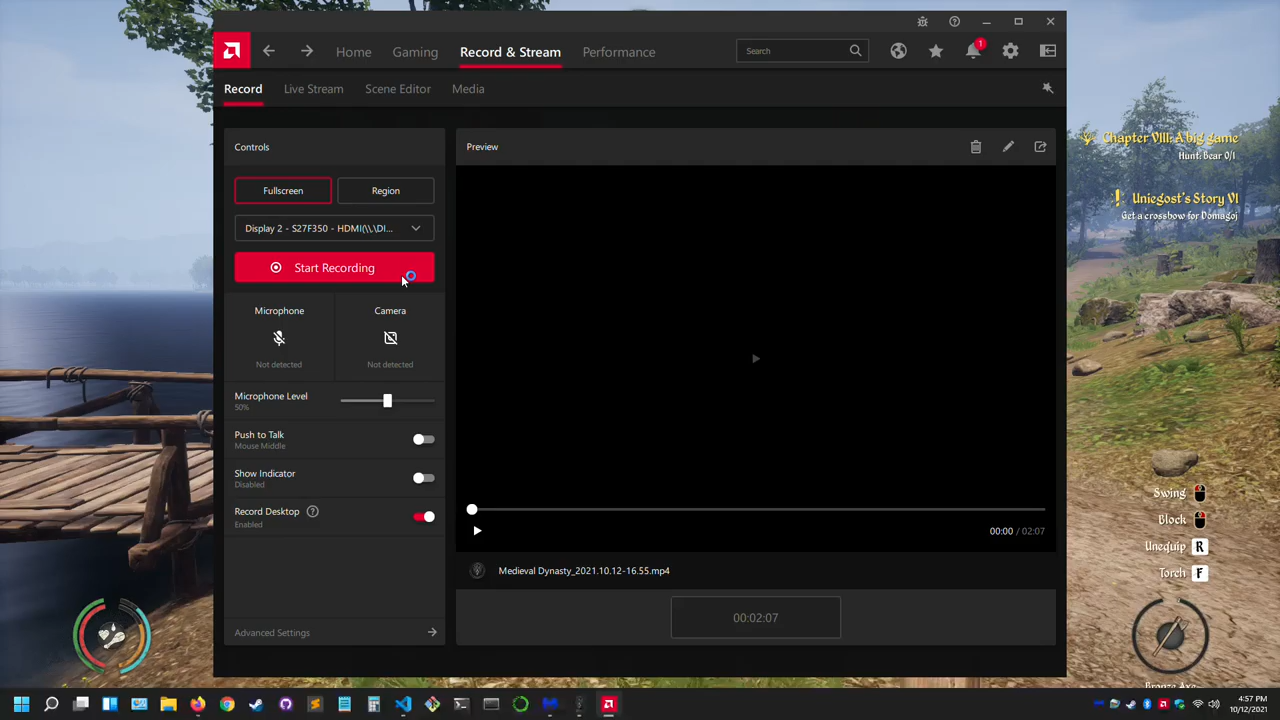 Home
Gaming
Record & Stream
Performance
Search
1
Record
Live Stream
Scene Editor
Media
Controls
Fullscreen
Region
Display 2 - S27F350 - HDMI(\\.\DI...
Start Recording
Microphone
Camera
Not detected
Not detected
Microphone Level
50%
Push to Talk
Mouse Middle
Show Indicator
Disabled
Record Desktop
Enabled
Advanced Settings
Preview
00:00 / 02:07
Medieval Dynasty_2021.10.12-16.55.mp4
00:02:07
Chapter VIII: A big game
Hunt: bear 0/1
Uniegost's Story VI
Get a crossbow for Domagoj
Swing
Block
Unequip R
Torch F
Bronze Axe
4:57 PM
10/12/2021